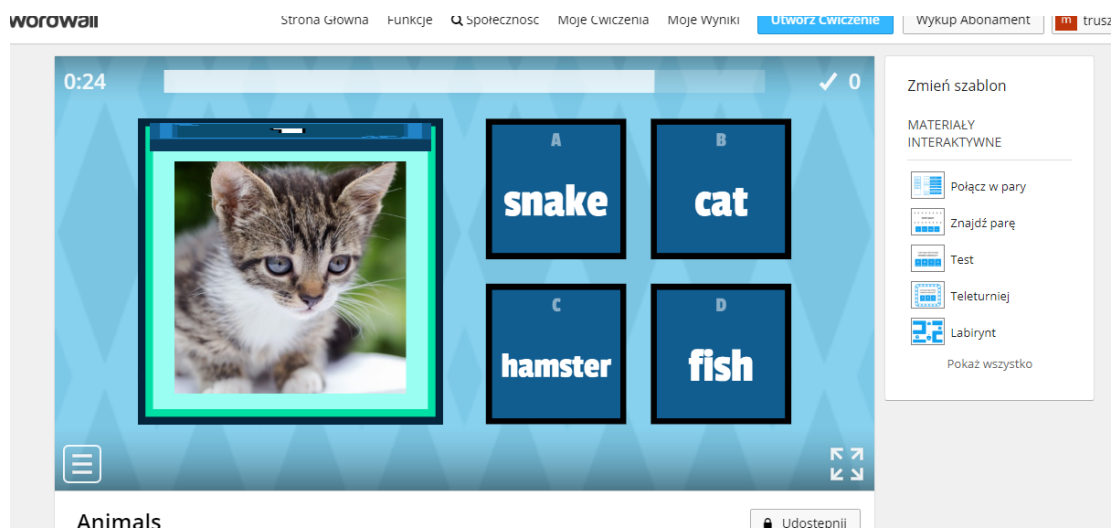 wordwall Strona Główna Funkcje Społeczność Moje Ćwiczenia Moje Wyniki Utwórz Ćwiczenie Wykup Abonament m trusz
0:24
0
A
snake
B
cat
C
hamster
D
fish
Zmień szablon
MATERIAŁY
INTERAKTYWNE
Połącz w pary
Znajdź parę
Test
Teleturniej
Labirynt
Pokaż wszystko
Animals
Udostępnij